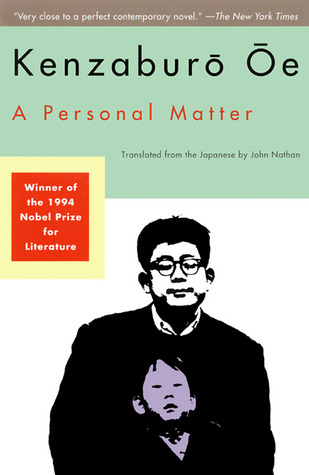 “Very close to a perfect contemporary novel.” —The New York Times
Kenzaburō Ōe
A Personal Matter
Translated from the Japanese by John Nathan
Winner of
the 1994
Nobel Prize
for
Literature